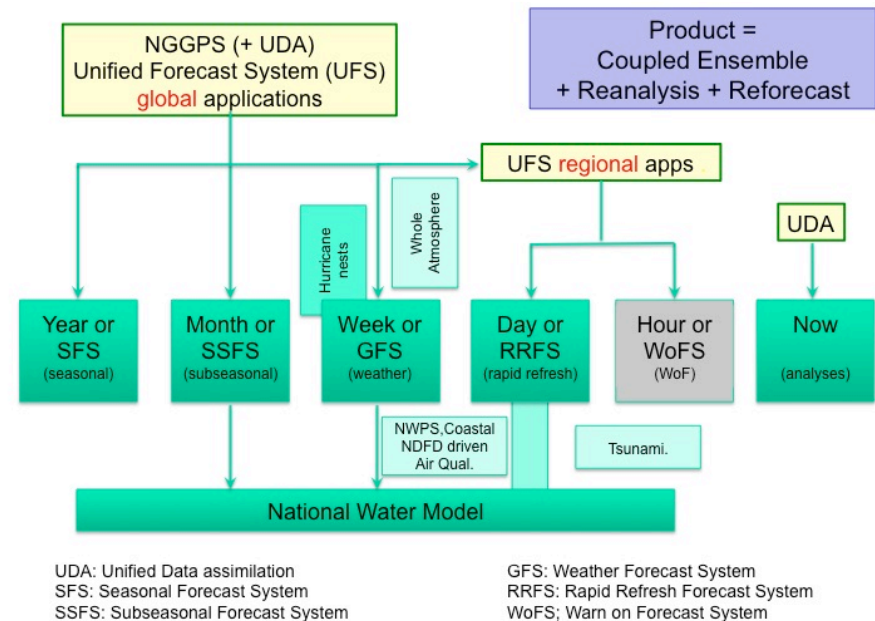 NGGPS (+ UDA)
Unified Forecast System (UFS)
global applications
Product =
Coupled Ensemble
+ Reanalysis + Reforecast
UFS regional apps
UDA
Hurricane
nests
Whole
Atmosphere
Year or
SFS
(seasonal)
Month or
SSFS
(subseasonal)
Week or
GFS
(weather)
Day or
RRFS
(rapid refresh)
Hour or
WoFS
(WoF)
Now
(analyses)
NWPS,Coastal
NDFD driven
Air Qual.
Tsunami.
National Water Model
UDA: Unified Data assimilation
SFS: Seasonal Forecast System
SSFS: Subseasonal Forecast System
GFS: Weather Forecast System
RRFS: Rapid Refresh Forecast System
WoFS; Warn on Forecast System